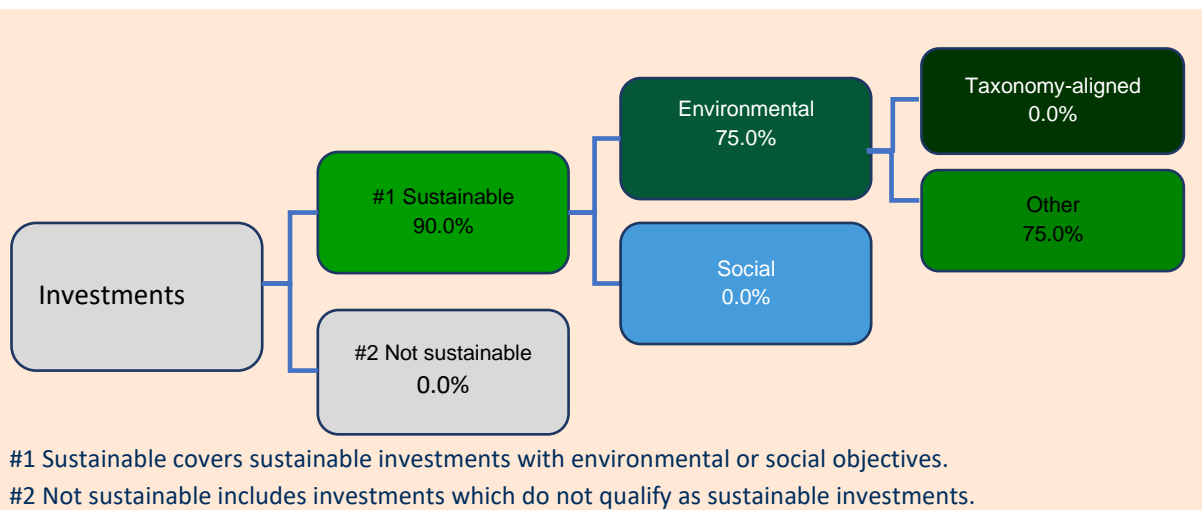 Investments
#1 Sustainable
90.0%
#2 Not sustainable
0.0%
Environmental
75.0%
Social
0.0%
Taxonomy-aligned
0.0%
Other
75.0%
#1 Sustainable covers sustainable investments with environmental or social objectives.
#2 Not sustainable includes investments which do not qualify as sustainable investments.